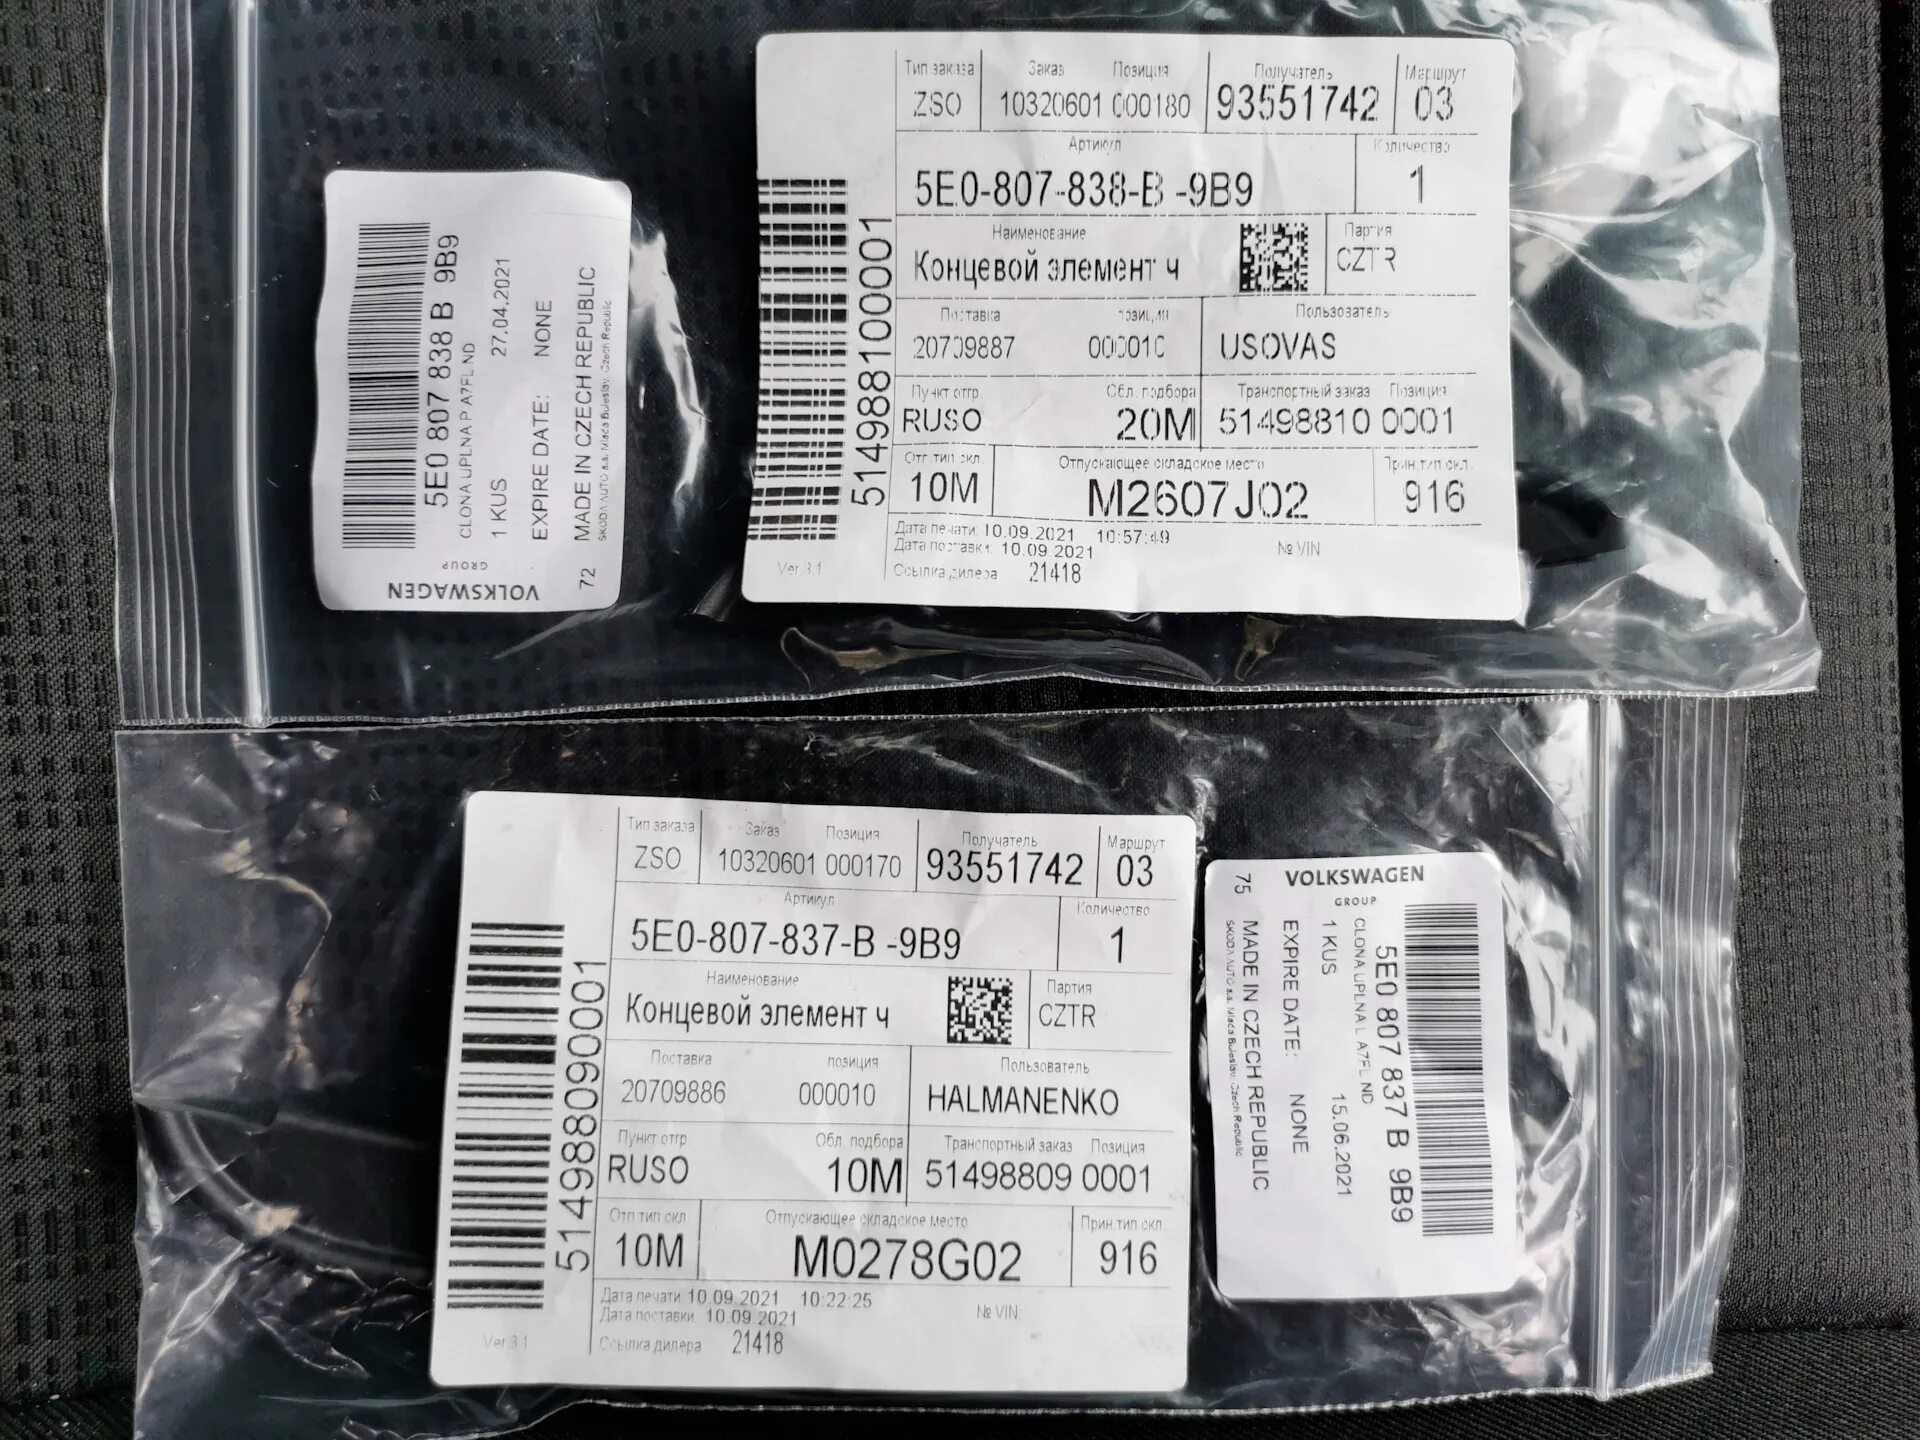 VOLKSWAGEN
GROUP
5E0 807 838 B 9B9
CLONA UPLNA P A7FL ND
1 KUS 27.04.2021
EXPIRE DATE: NONE
72 MADE IN CZECH REPUBLIC
SKODA AUTO a.s. Mlada Boleslav, Czech Republic
514988100001
Тип заказа Заказ Позиция Получатель Маршрут
ZSO 10320601 000180 93551742 03
Артикул Количество
5E0-807-838-B -9B9 1
Наименование Партия
Концевой элемент ч CZTR
Поставка позиция Пользователь
20709887 000010 USOVAS
Пункт отгр. Обл. подбора Транспортный заказ Позиция
RUSO 20M 51498810 0001
Отп.тип скл. Отпускающее складское место Прин.тип скл.
10M M2607J02 916
Дата печати 10.09.2021 10:57:49
Дата поставки 10.09.2021 № VIN
Ver.3.1 Ссылка дилера 21418
514988090001
Тип заказа Заказ Позиция Получатель Маршрут
ZSO 10320601 000170 93551742 03
Артикул Количество
5E0-807-837-B -9B9 1
Наименование Партия
Концевой элемент ч CZTR
Поставка позиция Пользователь
20709886 000010 HALMANENKO
Пункт отгр. Обл. подбора Транспортный заказ Позиция
RUSO 10M 51498809 0001
Отп тип скл Отпускающее складское место Прин.тип скл
10M M0278G02 916
Дата печати 10.09.2021 10:22:25
Дата поставки 10.09.2021 № VIN
Ver.3.1 Ссылка дилера 21418
VOLKSWAGEN
GROUP
5E0 807 837 B 9B9
CLONA UPLNA L A7FL ND
1 KUS 15.06.2021
EXPIRE DATE: NONE
75 MADE IN CZECH REPUBLIC
SKODA AUTO a.s. Mlada Boleslav, Czech Republic